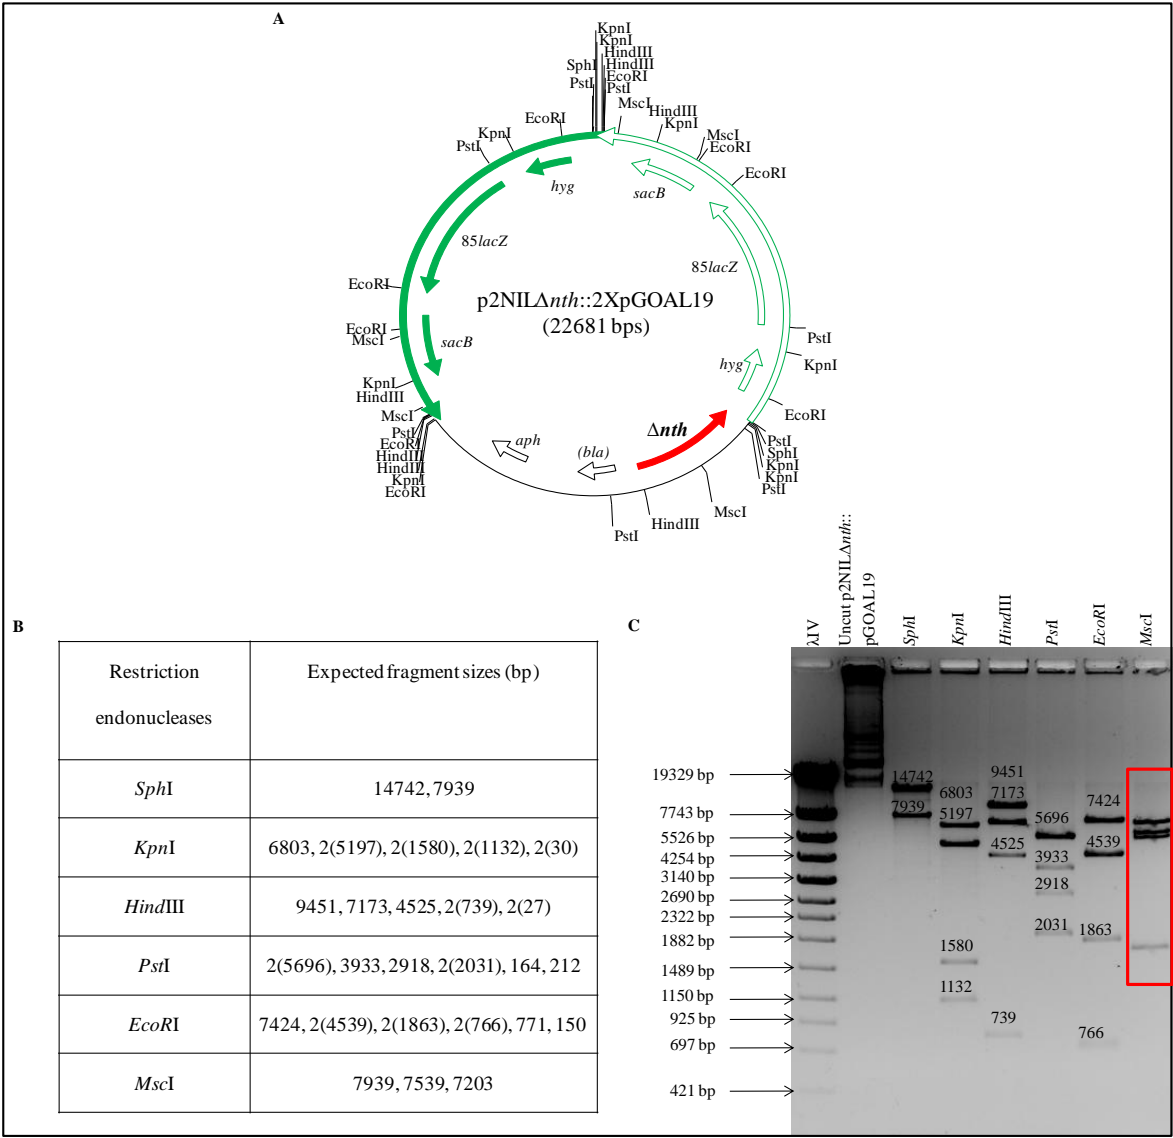 A
KpnI
KpnI
HindIII
SphI
HindIII
EcoRI
PstI
PstI
MscI
HindIII
KpnI
EcoRI
KpnI
PstI
MscI
EcoRI
EcoRI
hyg
sacB
85lacZ
85lacZ
EcoRI
p2NILΔnth::2XpGOAL19
(22681 bps)
EcoRI
MscI
sacB
PstI
KpnI
hyg
KpnI
HindIII
MscI
EcoRI
PstI
EcoRI
HindIII
HindIII
KpnI
EcoRI
aph
(bla)
Δnth
PstI
SphI
KpnI
KpnI
PstI
MscI
HindIII
PstI
B
Restriction
endonucleases
Expected fragment sizes (bp)
SphI
14742, 7939
KpnI
6803, 2(5197), 2(1580), 2(1132), 2(30)
HindIII
9451, 7173, 4525, 2(739), 2(27)
PstI
2(5696), 3933, 2918, 2(2031), 164, 212
EcoRI
7424, 2(4539), 2(1863), 2(766), 771, 150
MscI
7939, 7539, 7203
C
λIV
Uncut p2NILΔnth::
pGOAL19
SphI
KpnI
HindIII
PstI
EcoRI
MscI
19329 bp
7743 bp
5526 bp
4254 bp
3140 bp
2690 bp
2322 bp
1882 bp
1489 bp
1150 bp
925 bp
697 bp
421 bp
14742
7939
6803
5197
1580
1132
9451
7173
4525
739
5696
3933
2918
2031
7424
4539
1863
766